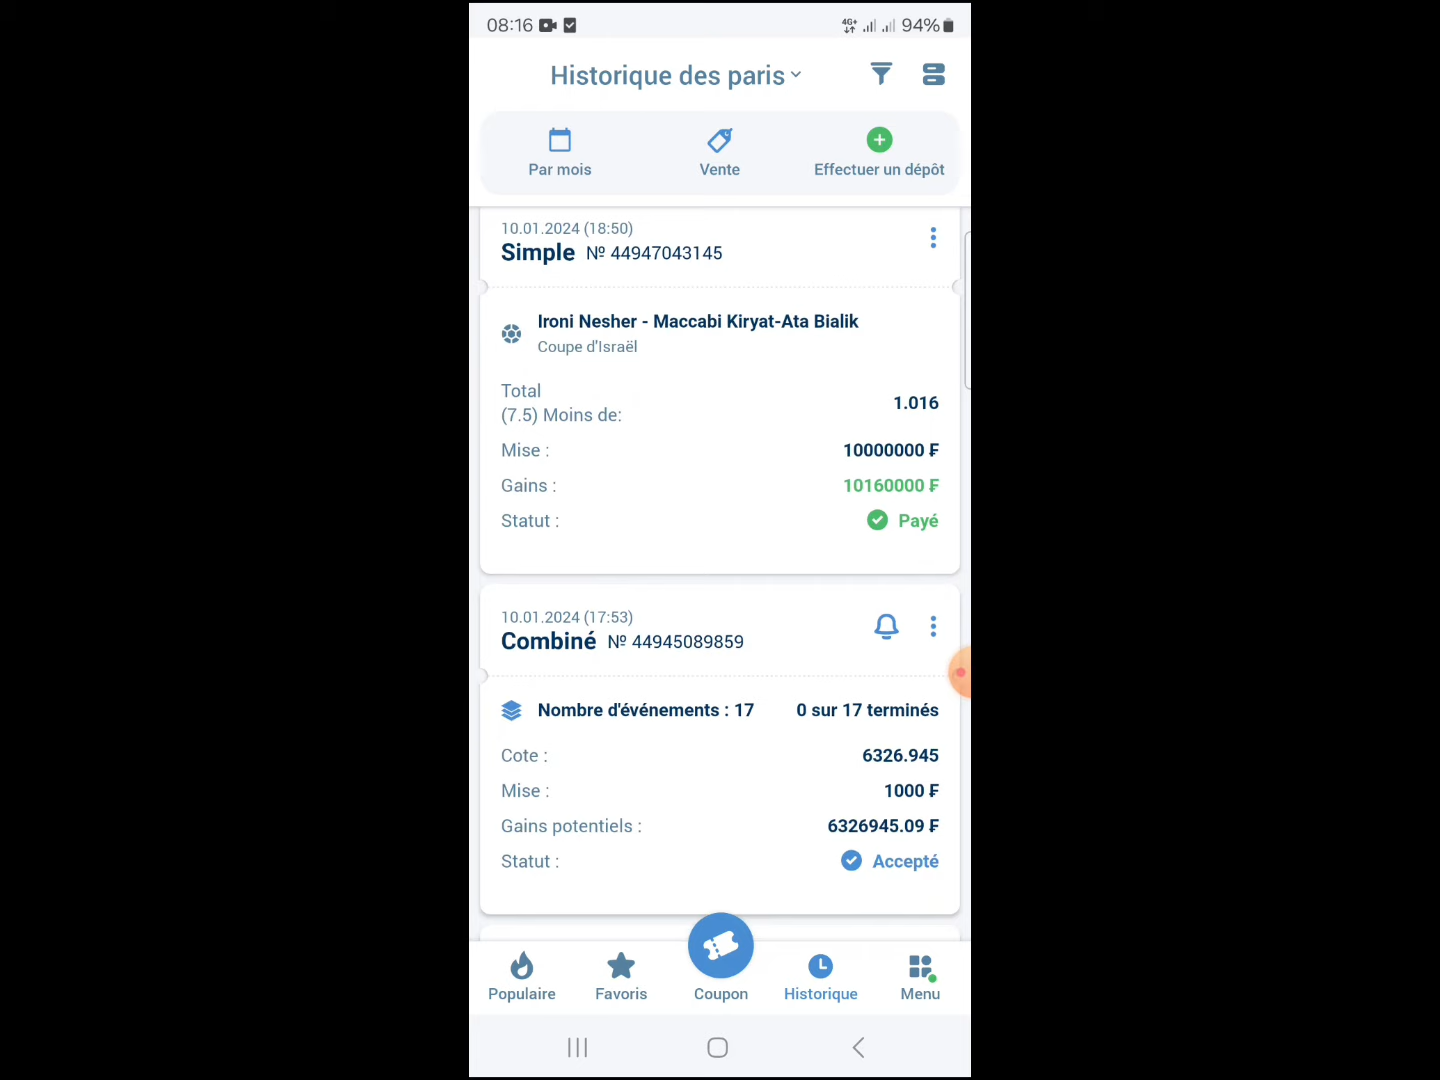 08:16
4G+ 94%
Historique des paris
Par mois
Vente
Effectuer un dépôt
10.01.2024 (18:50)
Simple № 44947043145
Ironi Nesher - Maccabi Kiryat-Ata Bialik
Coupe d'Israël
Total
(7.5) Moins de:
1.016
Mise : 10000000 ₣
Gains : 10160000 ₣
Statut : Payé
10.01.2024 (17:53)
Combiné № 44945089859
Nombre d'événements : 17 0 sur 17 terminés
Cote : 6326.945
Mise : 1000 ₣
Gains potentiels : 6326945.09 ₣
Statut : Accepté
Populaire
Favoris
Coupon
Historique
Menu